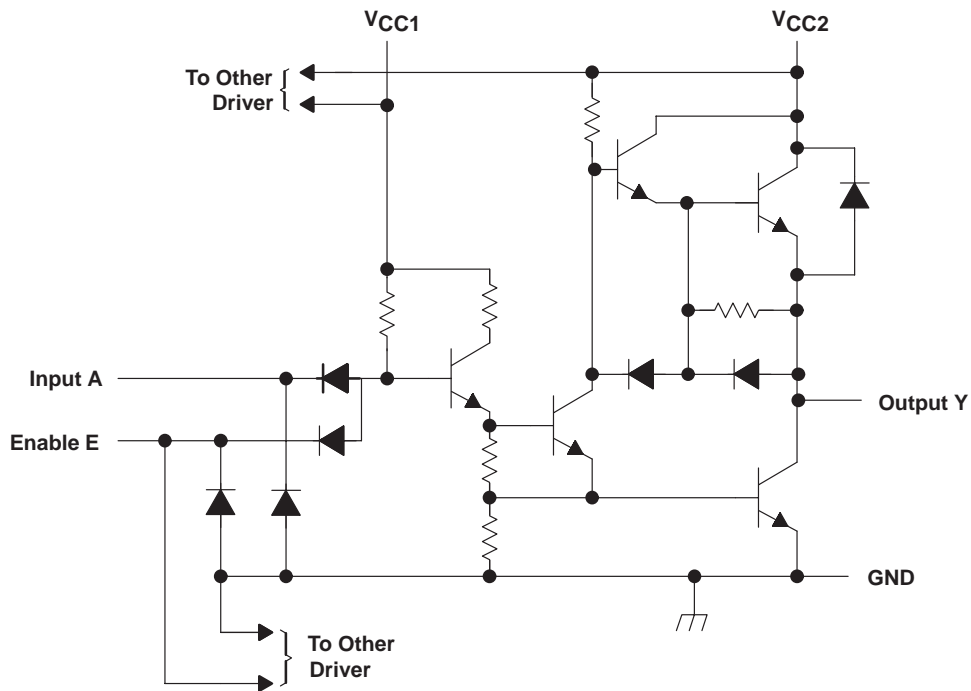 VCC1
VCC2
To Other
Driver
Input A
Output Y
Enable E
GND
To Other
Driver